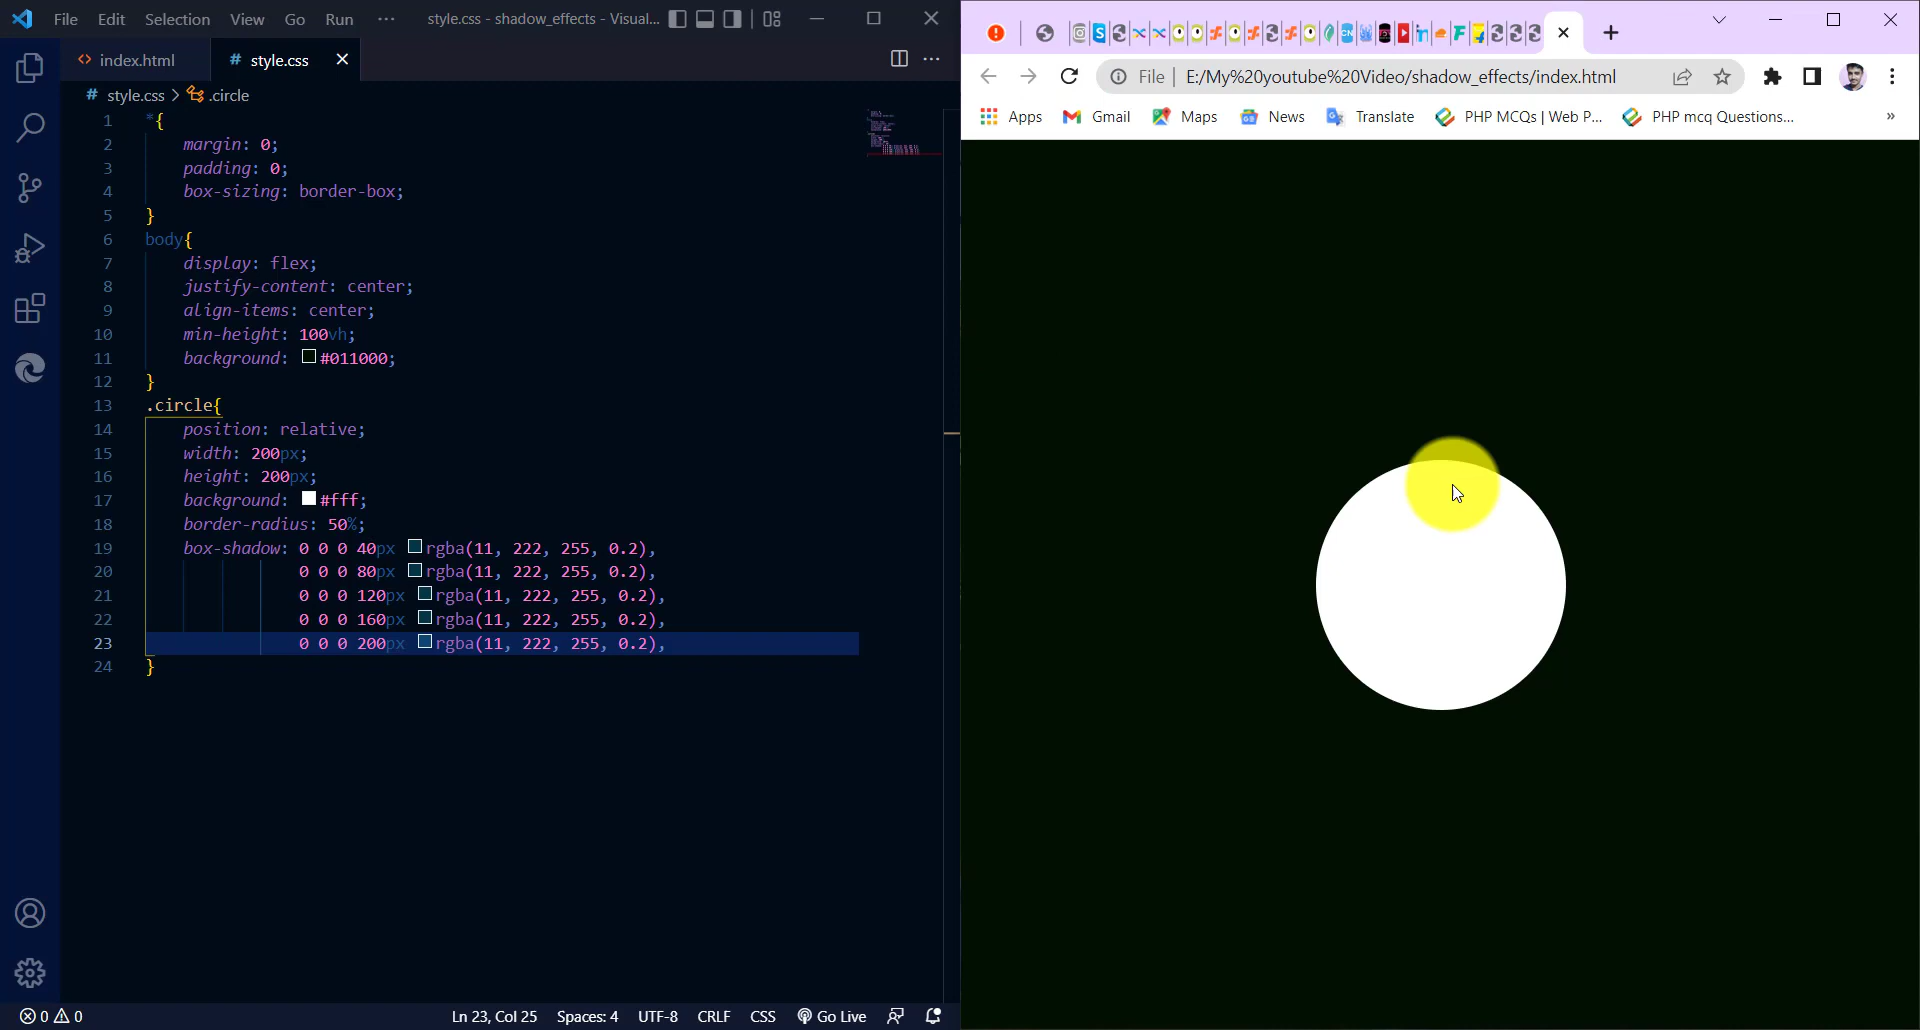 File Edit Selection View Go Run ··· style.css - shadow_effects - Visual...
index.html # style.css
# style.css > .circle
1 *{
2 margin: 0;
3 padding: 0;
4 box-sizing: border-box;
5 }
6 body{
7 display: flex;
8 justify-content: center;
9 align-items: center;
10 min-height: 100vh;
11 background: #011000;
12 }
13 .circle{
14 position: relative;
15 width: 200px;
16 height: 200px;
17 background: #fff;
18 border-radius: 50%;
19 box-shadow: 0 0 0 40px rgba(11, 222, 255, 0.2),
20 0 0 0 80px rgba(11, 222, 255, 0.2),
21 0 0 0 120px rgba(11, 222, 255, 0.2),
22 0 0 0 160px rgba(11, 222, 255, 0.2),
23 0 0 0 200px rgba(11, 222, 255, 0.2),
24 }
0 0 Ln 23, Col 25 Spaces: 4 UTF-8 CRLF CSS Go Live
File E:/My%20youtube%20Video/shadow_effects/index.html
Apps Gmail Maps News Translate PHP MCQs | Web P... PHP mcq Questions... »